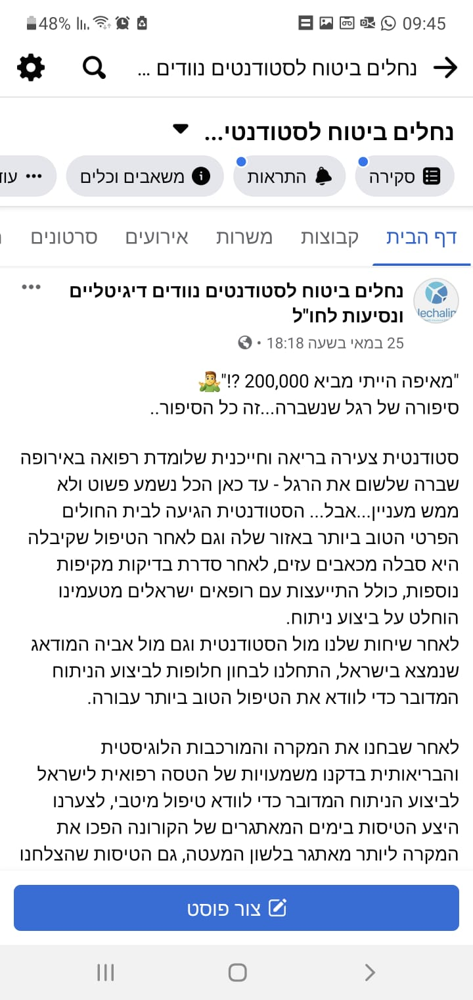 48% 09:45
נחלים ביטוח לסטודנטים נוודים ...
נחלים ביטוח לסטודנטי...
סקירה התראות משאבים וכלים
דף הבית קבוצות משרות אירועים סרטונים
lechalin
נחלים ביטוח לסטודנטים נוודים דיגיטליים
ונסיעות לחו"ל
25 במאי בשעה 18:18 •
"מאיפה הייתי מביא 200,000 ?!"🤷‍♂️
סיפורה של רגל שנשברה...זה כל הסיפור..
סטודנטית צעירה בריאה וחייכנית שלומדת רפואה באירופה
שברה שלשום את הרגל - עד כאן הכל נשמע פשוט ולא
ממש מעניין...אבל... הסטודנטית הגיעה לבית החולים
הפרטי הטוב ביותר באזור שלה וגם לאחר הטיפול שקיבלה
היא סבלה מכאבים עזים, לאחר סדרת בדיקות מקיפות
נוספות, כולל התייעצות עם רופאים ישראלים מטעמינו
הוחלט על ביצוע ניתוח.
לאחר שיחות שלנו מול הסטודנטית וגם מול אביה המודאג
שנמצא בישראל, התחלנו לבחון חלופות לביצוע הניתוח
המדובר כדי לוודא את הטיפול הטוב ביותר עבורה.
לאחר שבחנו את המקרה והמורכבות הלוגיסטית
והבריאותית בדקנו משמעויות של הטסה רפואית לישראל
לביצוע הניתוח המדובר כדי לוודא טיפול מיטבי, לצערנו
היצע הטיסות בימים המאתגרים של הקורונה הפכו את
המקרה ליותר מאתגר בלשון המעטה, גם הטיסות שהצלחנו
צור פוסט